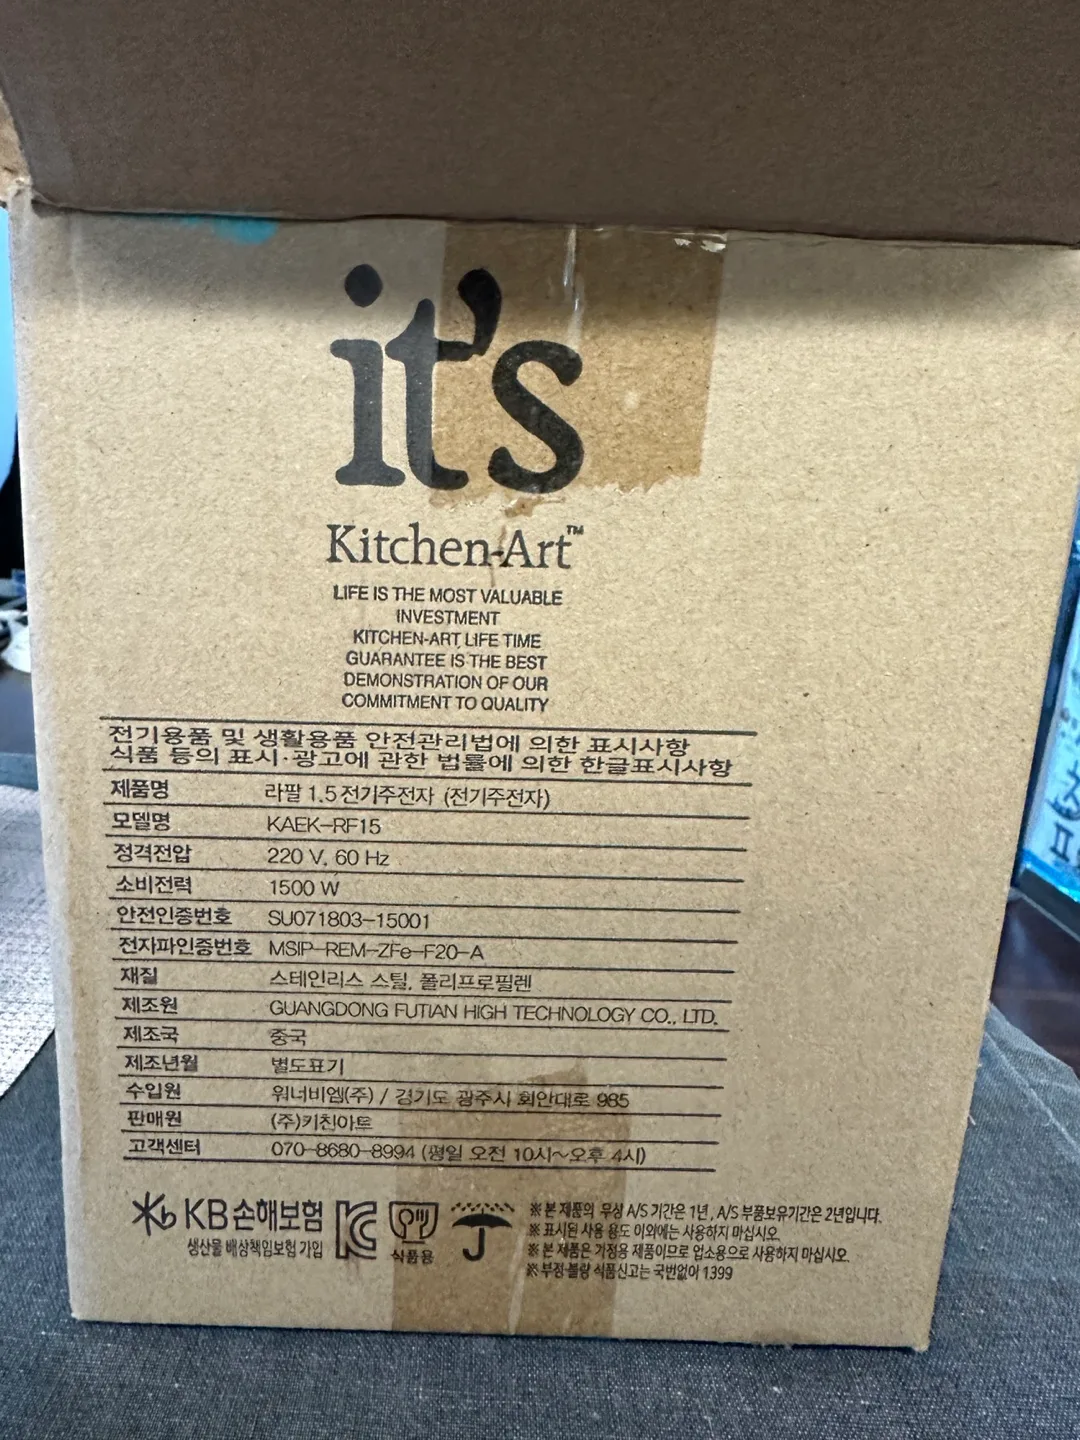 it's
Kitchen-Art™
LIFE IS THE MOST VALUABLE
INVESTMENT
KITCHEN-ART LIFE TIME
GUARANTEE IS THE BEST
DEMONSTRATION OF OUR
COMMITMENT TO QUALITY
전기용품 및 생활용품 안전관리법에 의한 표시사항
식품 등의 표시·광고에 관한 법률에 의한 한글표시사항
제품명 라팔 1.5 전기주전자 (전기주전자)
모델명 KAEK-RF15
정격전압 220 V, 60 Hz
소비전력 1500 W
안전인증번호 SU071803-15001
전자파인증번호 MSIP-REM-ZFe-F20-A
재질 스테인리스 스틸, 폴리프로필렌
제조원 GUANGDONG FUTIAN HIGH TECHNOLOGY CO., LTD.
제조국 중국
제조년월 별도표기
수입원 워너비엠(주) / 경기도 광주시 회안대로 985
판매원 (주)키친아트
고객센터 070-8680-8994 (평일 오전 10시~오후 4시)
KB손해보험
생산물 배상책임보험 가입
식품용
※ 본 제품의 무상 A/S 기간은 1년, A/S 부품보유기간은 2년입니다.
※ 표시된 사용 용도 이외에는 사용하지 마십시오.
※ 본 제품은 가정용 제품이므로 업소용으로 사용하지 마십시오.
※ 부정·불량 식품신고는 국번없이 1399